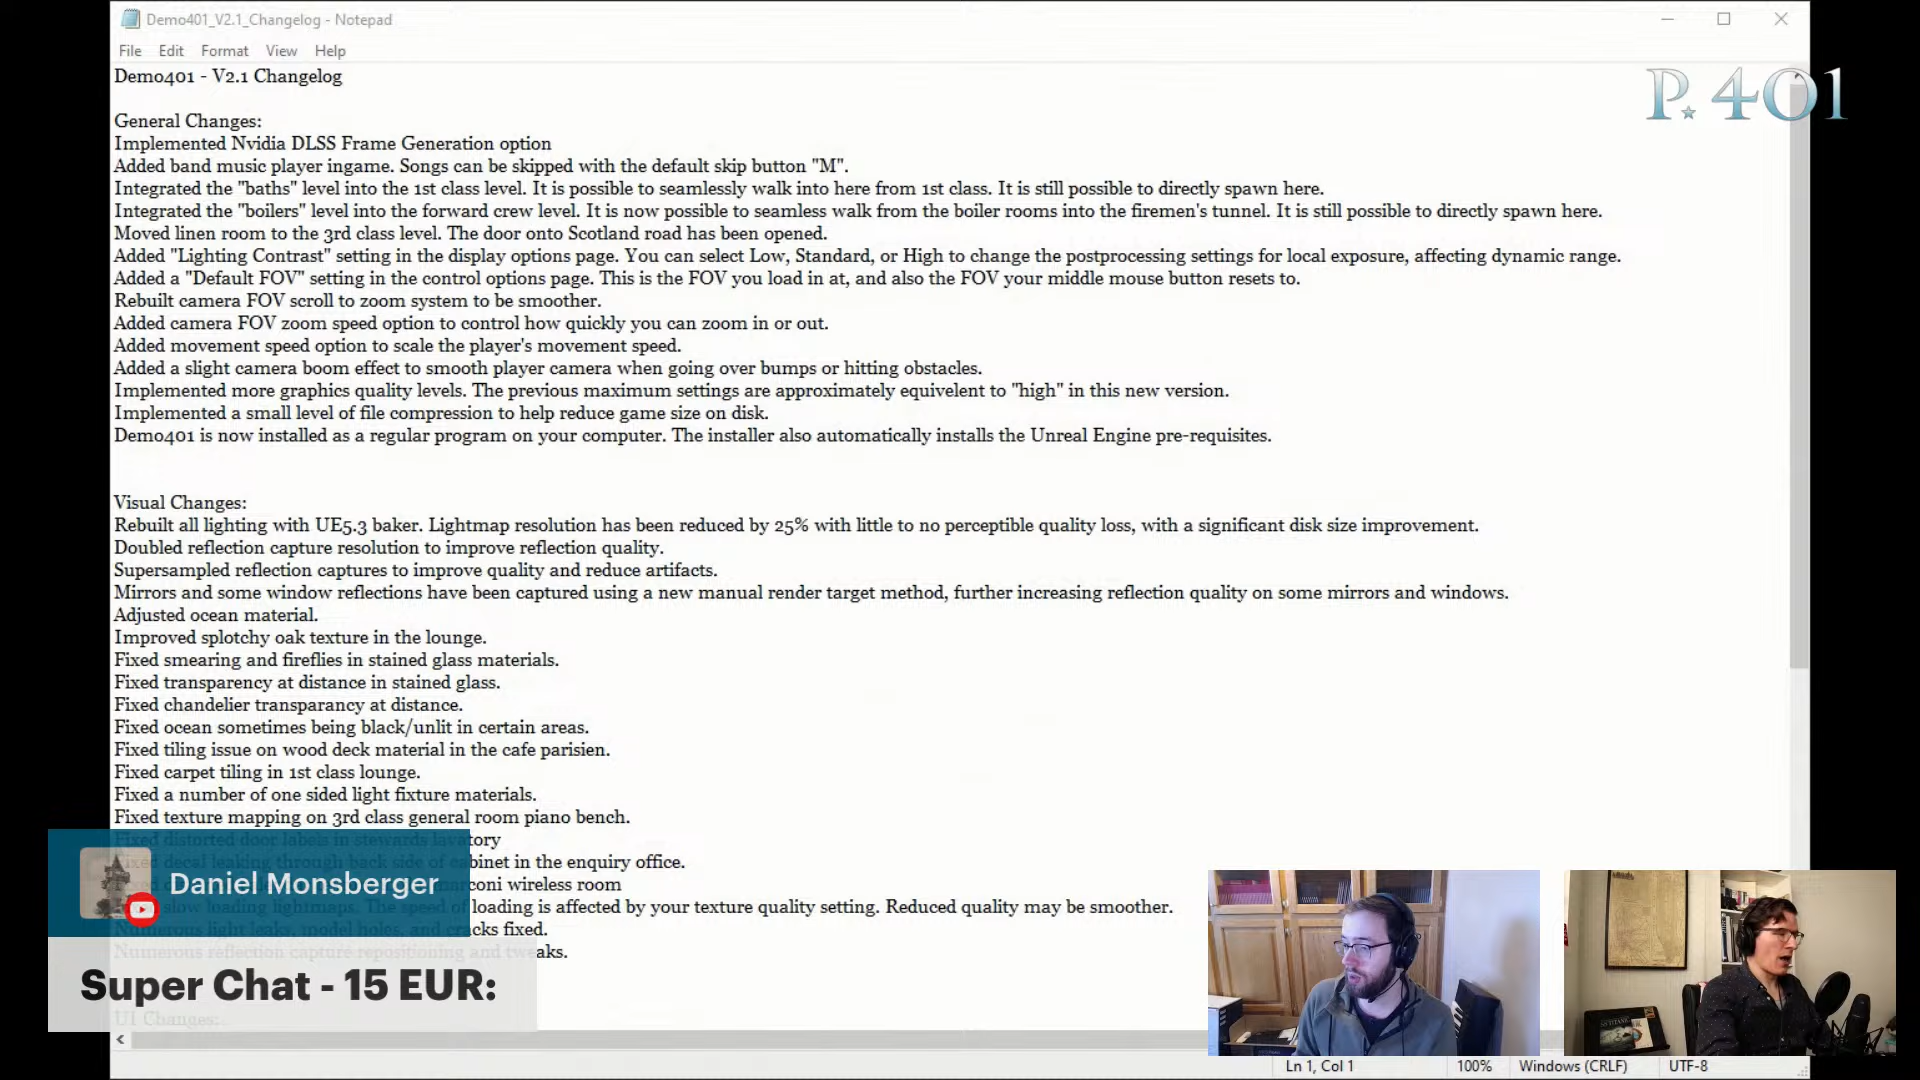 Demo401_V2.1_Changelog - Notepad
File Edit Format View Help
P. 401
Demo401 - V2.1 Changelog
General Changes:
Implemented Nvidia DLSS Frame Generation option
Added band music player ingame. Songs can be skipped with the default skip button "M".
Integrated the "baths" level into the 1st class level. It is possible to seamlessly walk into here from 1st class. It is still possible to directly spawn here.
Integrated the "boilers" level into the forward crew level. It is now possible to seamless walk from the boiler rooms into the firemen's tunnel. It is still possible to directly spawn here.
Moved linen room to the 3rd class level. The door onto Scotland road has been opened.
Added "Lighting Contrast" setting in the display options page. You can select Low, Standard, or High to change the postprocessing settings for local exposure, affecting dynamic range.
Added a "Default FOV" setting in the control options page. This is the FOV you load in at, and also the FOV your middle mouse button resets to.
Rebuilt camera FOV scroll to zoom system to be smoother.
Added camera FOV zoom speed option to control how quickly you can zoom in or out.
Added movement speed option to scale the player's movement speed.
Added a slight camera boom effect to smooth player camera when going over bumps or hitting obstacles.
Implemented more graphics quality levels. The previous maximum settings are approximately equivelent to "high" in this new version.
Implemented a small level of file compression to help reduce game size on disk.
Demo401 is now installed as a regular program on your computer. The installer also automatically installs the Unreal Engine pre-requisites.
Visual Changes:
Rebuilt all lighting with UE5.3 baker. Lightmap resolution has been reduced by 25% with little to no perceptible quality loss, with a significant disk size improvement.
Doubled reflection capture resolution to improve reflection quality.
Supersampled reflection captures to improve quality and reduce artifacts.
Mirrors and some window reflections have been captured using a new manual render target method, further increasing reflection quality on some mirrors and windows.
Adjusted ocean material.
Improved splotchy oak texture in the lounge.
Fixed smearing and fireflies in stained glass materials.
Fixed transparency at distance in stained glass.
Fixed chandelier transparancy at distance.
Fixed ocean sometimes being black/unlit in certain areas.
Fixed tiling issue on wood deck material in the cafe parisien.
Fixed carpet tiling in 1st class lounge.
Fixed a number of one sided light fixture materials.
Fixed texture mapping on 3rd class general room piano bench.
Fixed distorted door labels in stewards lavatory
Fixed decal leaking through back side of cabinet in the enquiry office.
marconi wireless room
slow loading lightmaps. The speed of loading is affected by your texture quality setting. Reduced quality may be smoother.
Numerous light leaks, model holes, and cracks fixed.
Numerous reflection capture repositioning and tweaks.
UI Changes:
Daniel Monsberger
Super Chat - 15 EUR:
Ln 1, Col 1 100% Windows (CRLF) UTF-8